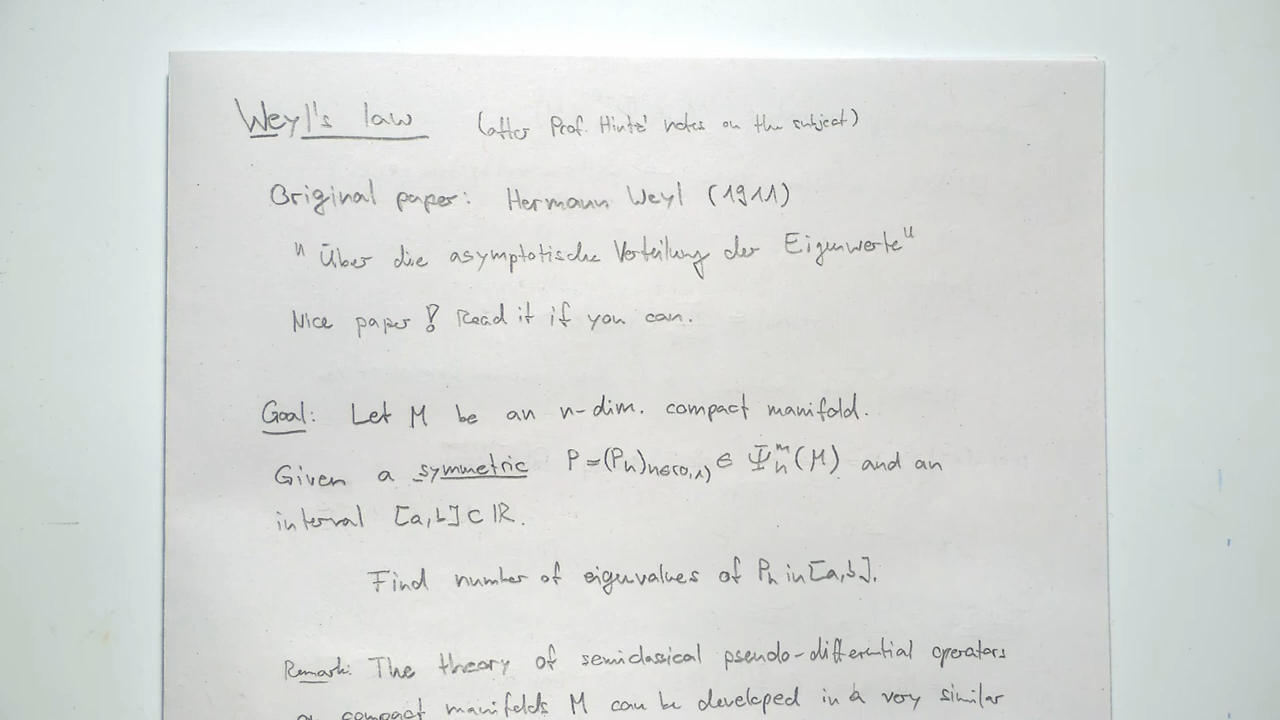 Weyl's law (after Prof. Hintz' notes on the subject)
Original paper: Hermann Weyl (1911)
"Über die asymptotische Verteilung der Eigenwerte"
Nice paper! Read it if you can.
Goal: Let M be an n-dim. compact manifold.
Given a symmetric P=(P_h)_{h∈(0,1)} ∈ Ψ_h^m(M) and an
interval [a,b]⊂ℝ.
Find number of eigenvalues of P_h in [a,b].
Remark: The theory of semiclassical pseudo-differential operators
compact manifolds M can be developed in a very similar